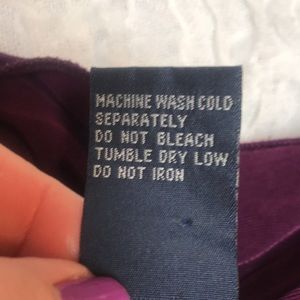 MACHINE WASH COLD
SEPARATELY
DO NOT BLEACH
TUMBLE DRY LOW
DO NOT IRON